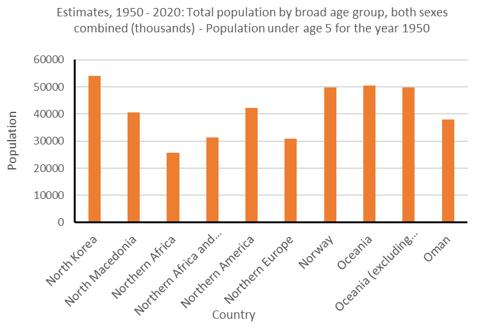 Estimates, 1950 - 2020: Total population by broad age group, both sexes
combined (thousands) - Population under age 5 for the year 1950
60000
50000
40000
30000
20000
10000
0
Population
North Korea
North Macedonia
Northern Africa
Northern Africa and...
Northern America
Northern Europe
Norway
Oceania
Oceania (excluding...
Oman
Country